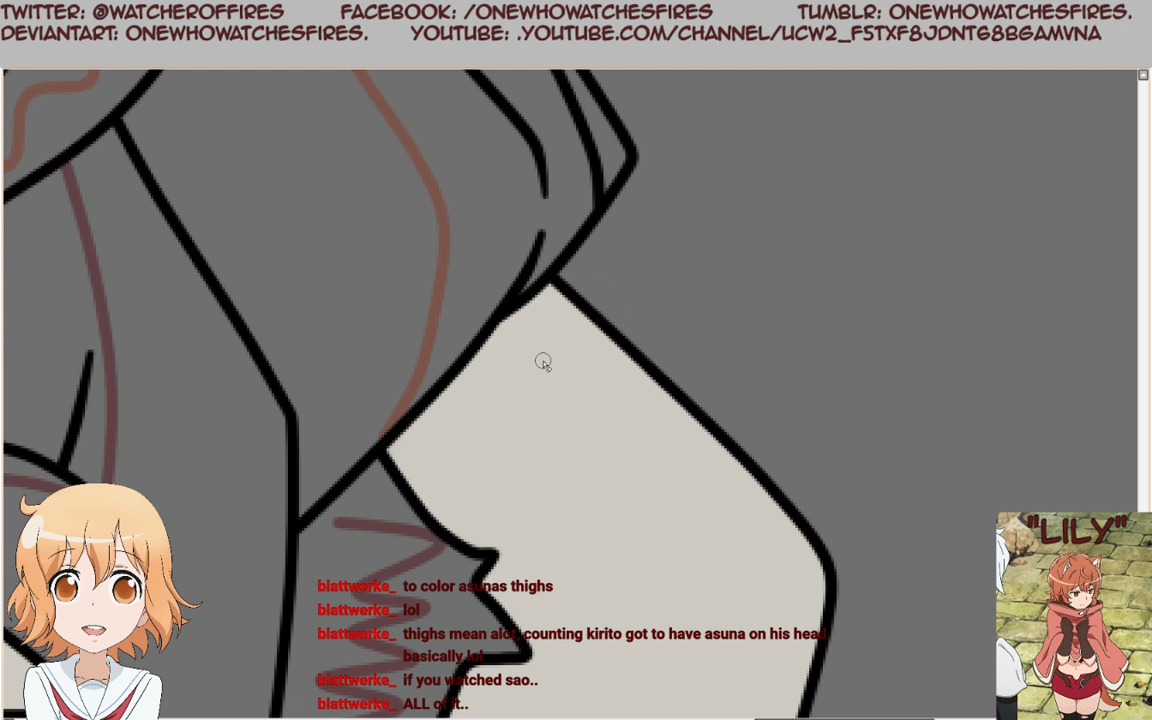 TWITTER: @WATCHEROFFIRES FACEBOOK: /ONEWHOWATCHESFIRES TUMBLR: ONEWHOWATCHESFIRES.
DEVIANTART: ONEWHOWATCHESFIRES. YOUTUBE: .YOUTUBE.COM/CHANNEL/UCW2_F5TXF8JDNTG8BGAMVNA
"LILY"
blattwerke_ to color asunas thighs
blattwerke_ lol
blattwerke_ thighs mean alot, counting kirito got to have asuna on his head
basically lol
blattwerke_ if you watched sao..
blattwerke_ ALL of it..